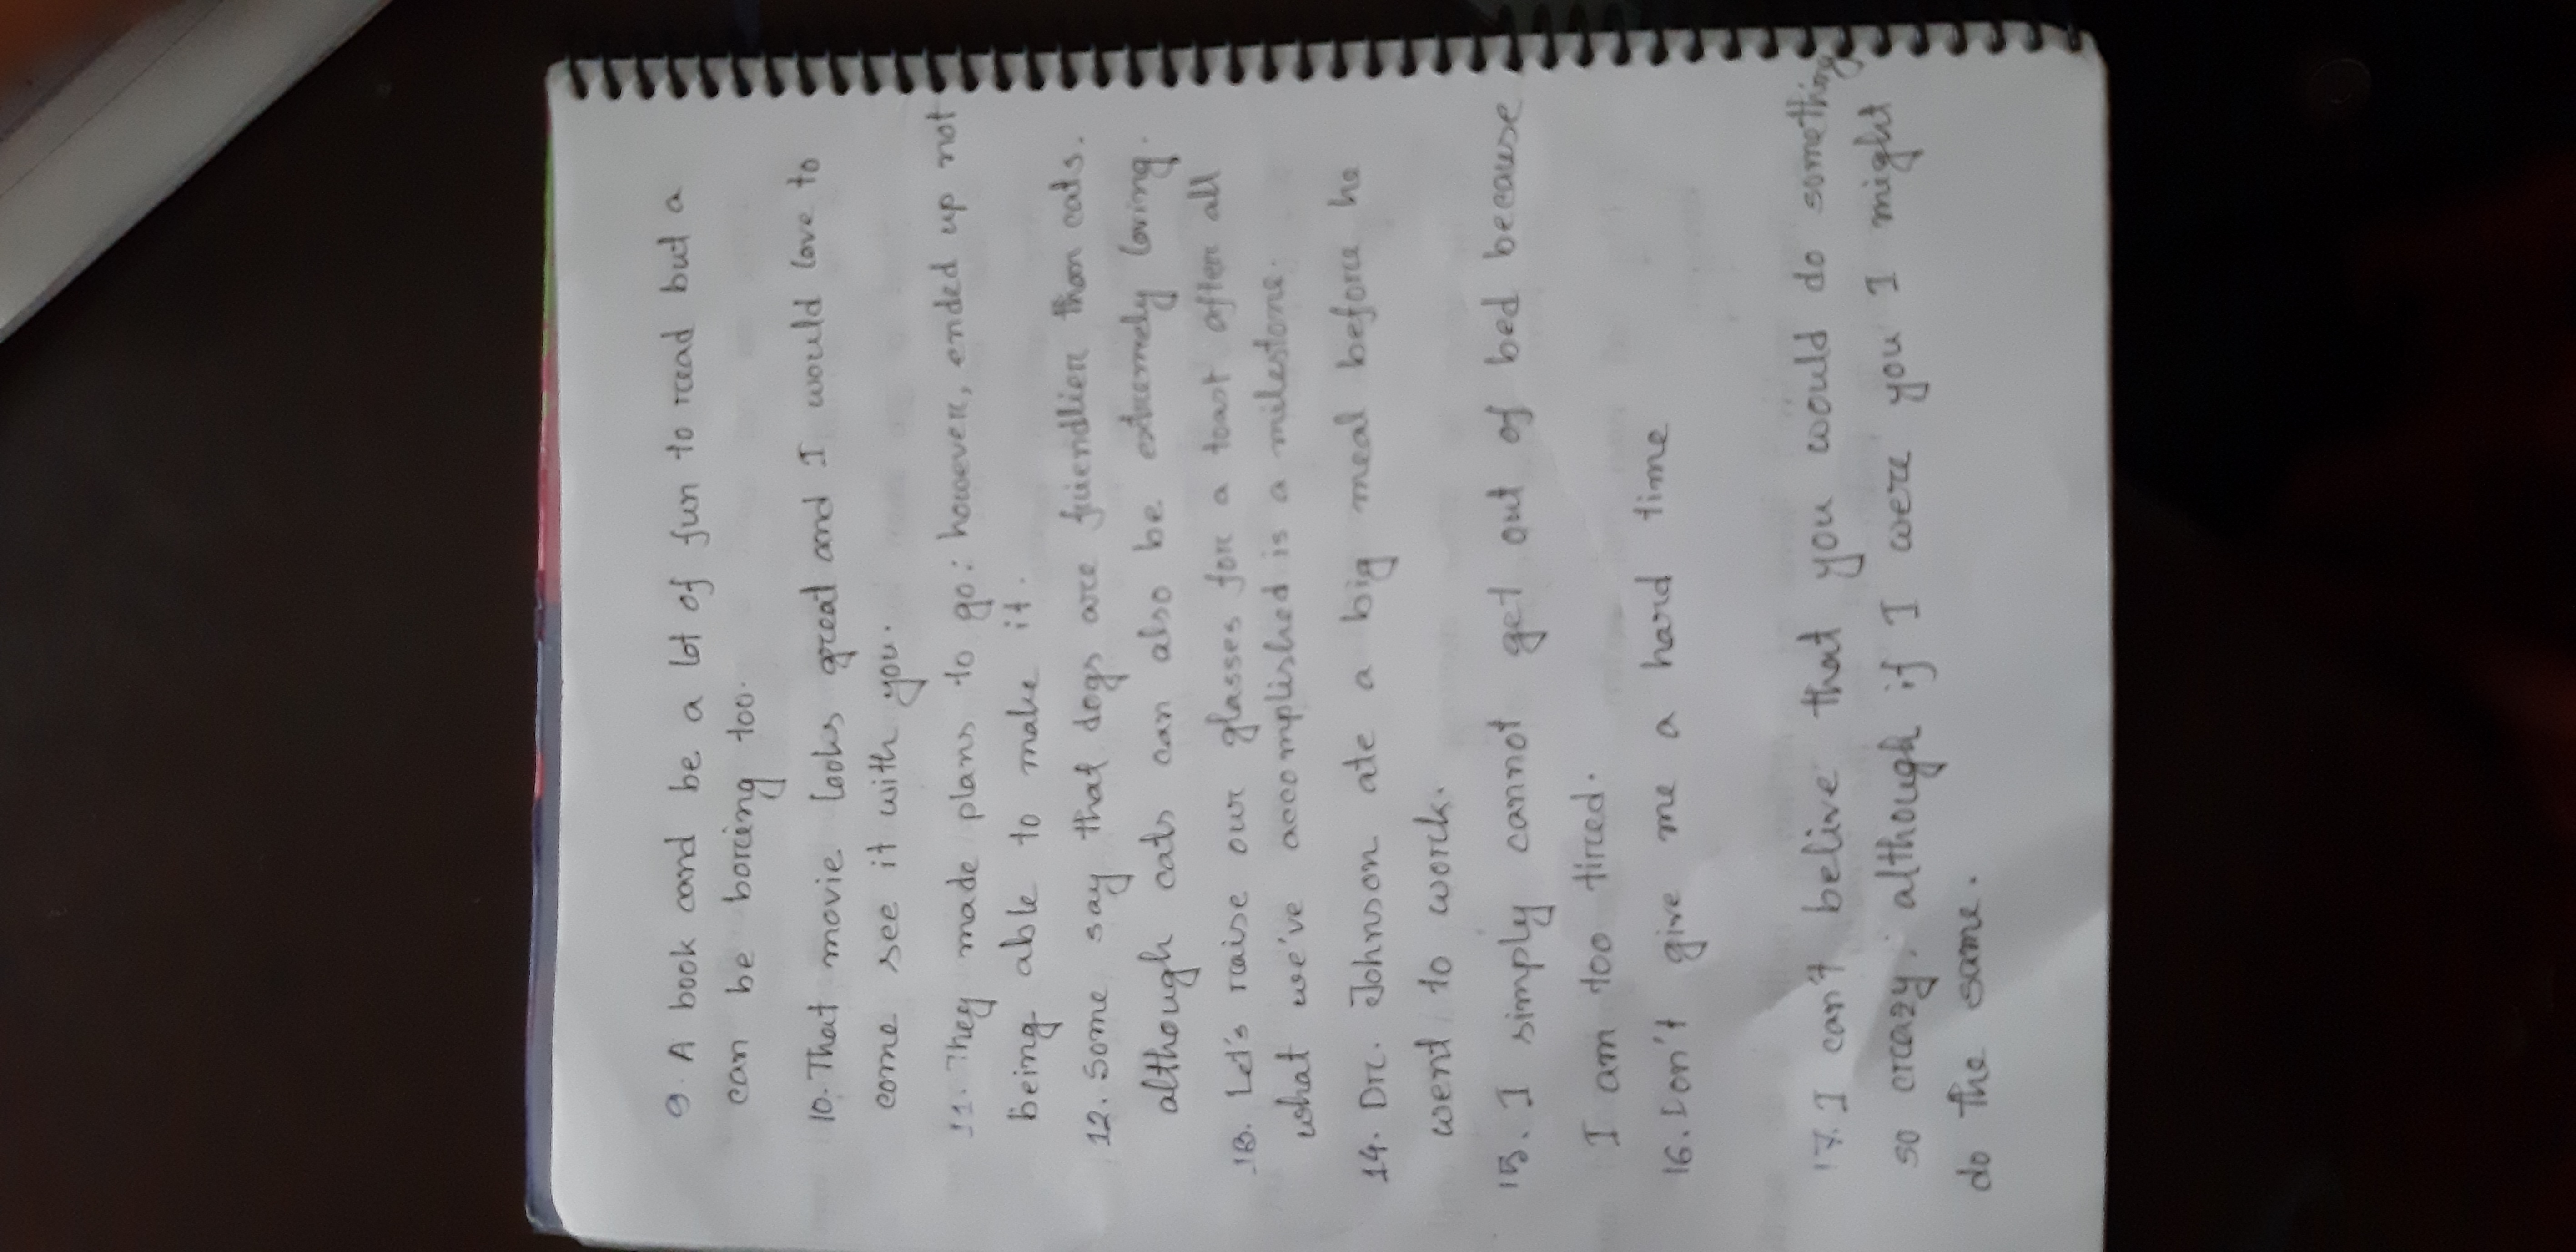 9. A book cand be a lot of fun to read but a
can be boring too.
10. That movie looks great and I would love to
come see it with you.
11. They made plans to go: however, ended up not
being able to make it.
12. Some say that dogs are friendlier than cats.
although cats can also be extremely loving.
13. Let's raise our glasses for a toast after all
what we've accomplished is a milestone.
14. Dr. Johnson ate a big meal before he
went to work.
15. I simply cannot get out of bed because
I am too tired.
16. Don't give me a hard time
17. I can't belive that you would do something
so crazy; although if I were you I might
do the same.